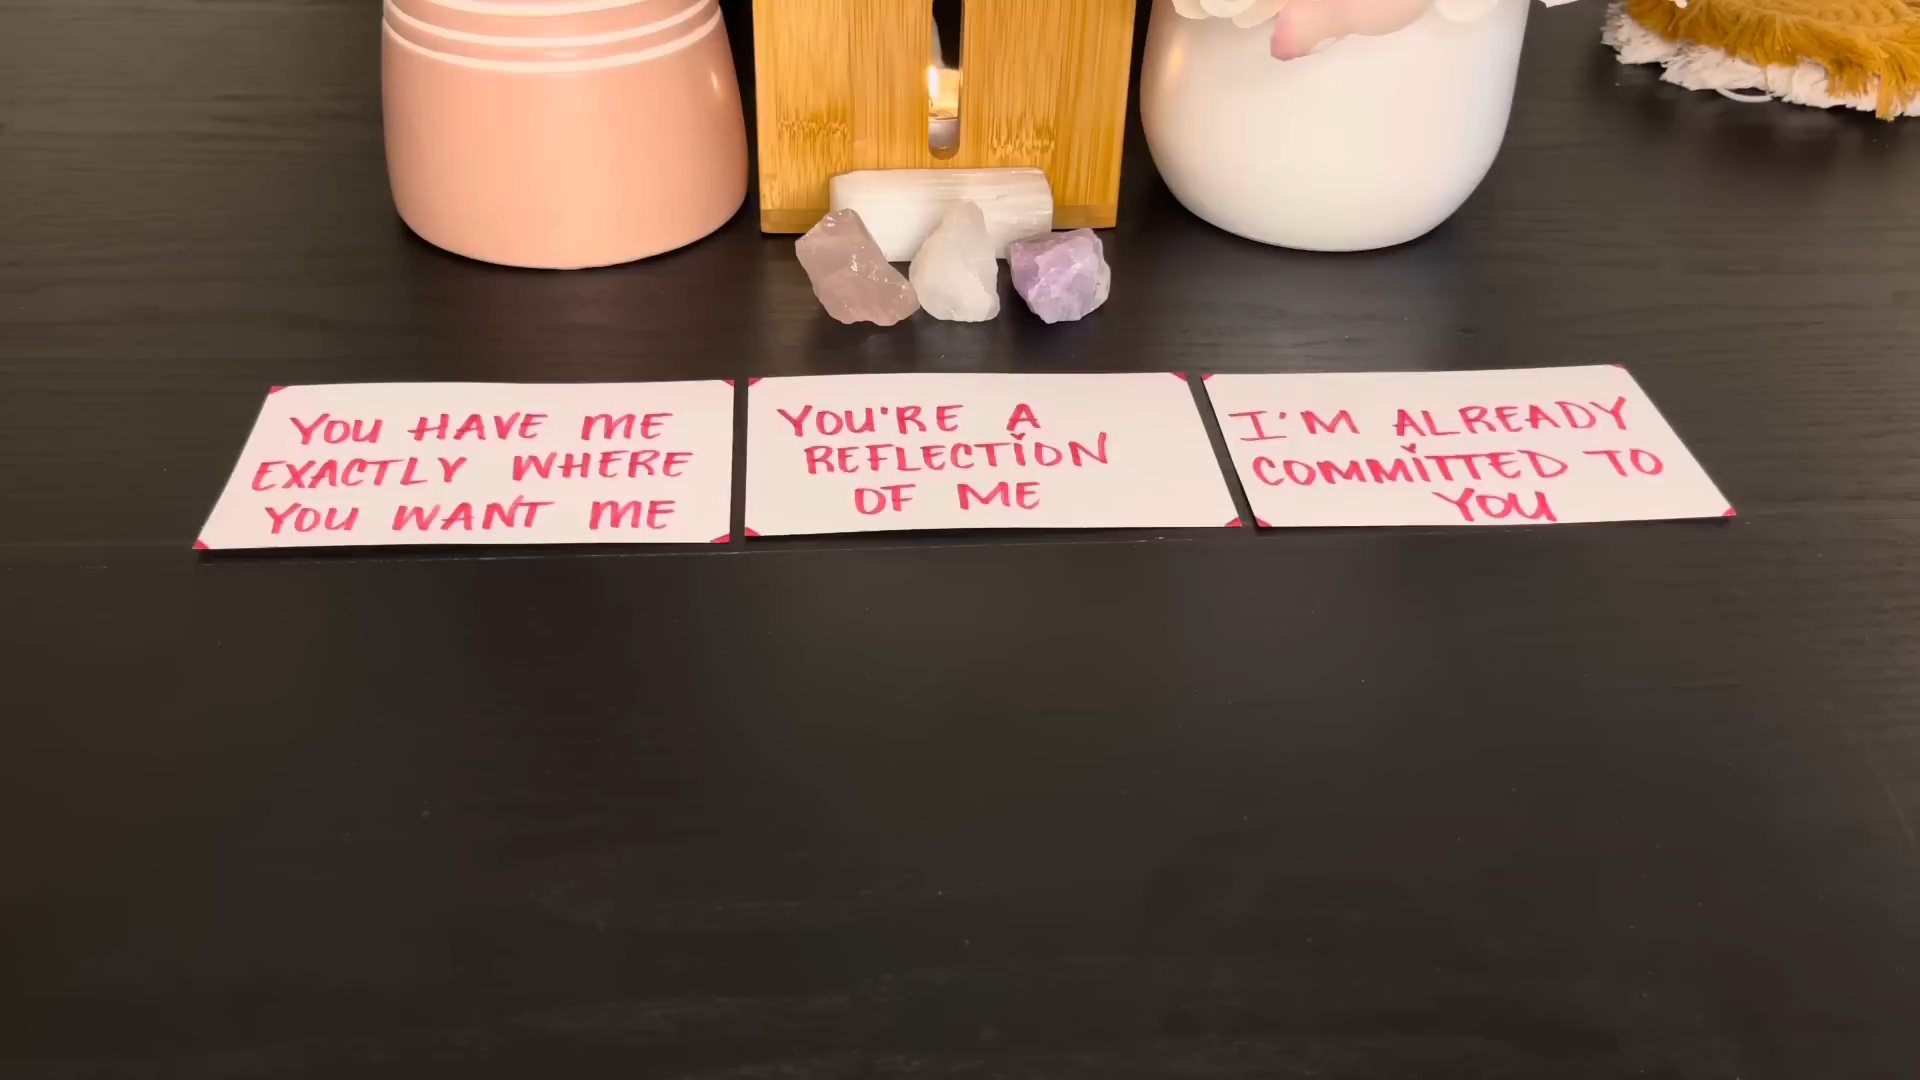 YOU HAVE ME
EXACTLY WHERE
YOU WANT ME
YOU'RE A
REFLECTION
OF ME
I'M ALREADY
COMMITTED TO
YOU